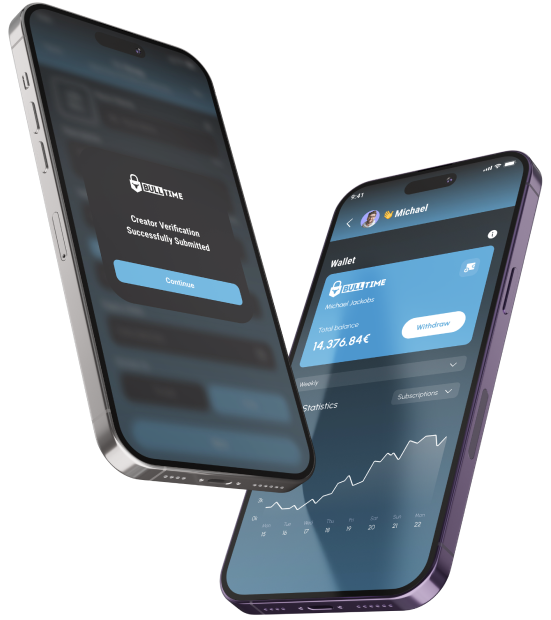 BULLTIME
Creator Verification
Successfully Submitted
Continue
9:41
👋 Michael
Wallet
BULLTIME
Michael Jackobs
Total balance
14,376.84€
Withdraw
Weekly
Statistics
Subscriptions
3k
0k
Mon Tue Wed Thu Fri Sat Sun Mon
15 16 17 18 19 20 21 22